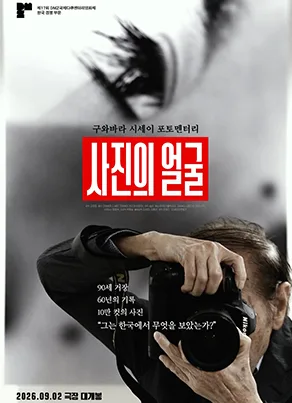 제17회 DMZ국제다큐멘터리영화제
한국 경쟁 부문
구와바라 시세이 포토멘터리
사진의 얼굴
90세 거장
60년의 기록
10만 컷의 사진
"그는 한국에서 무엇을 보았는가?"
Nikon
2026.09.02 극장 대개봉